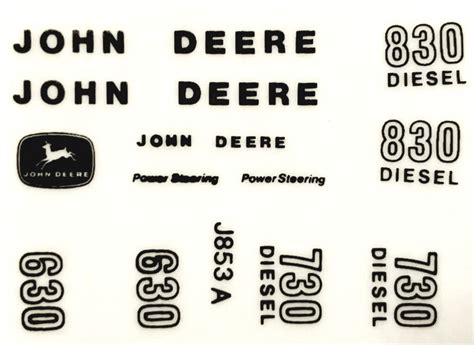 JOHN DEERE
830
DIESEL
JOHN DEERE
JOHN DEERE
JOHN DEERE
830
DIESEL
Power Steering
Power Steering
630
630
J853 A
730
DIESEL
730
DIESEL